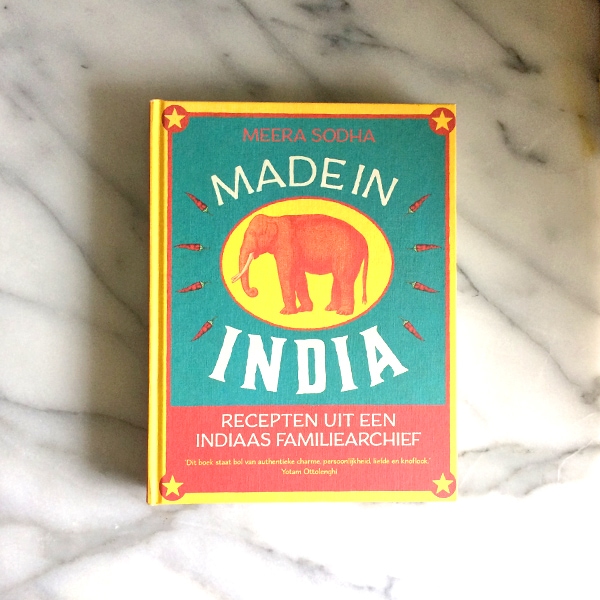 MEERA SODHA
MADE IN
INDIA
RECEPTEN UIT EEN
INDIAAS FAMILIEARCHIEF
'Dit boek staat bol van authentieke charme, persoonlijkheid, liefde en knoflook.'
Yotam Ottolenghi